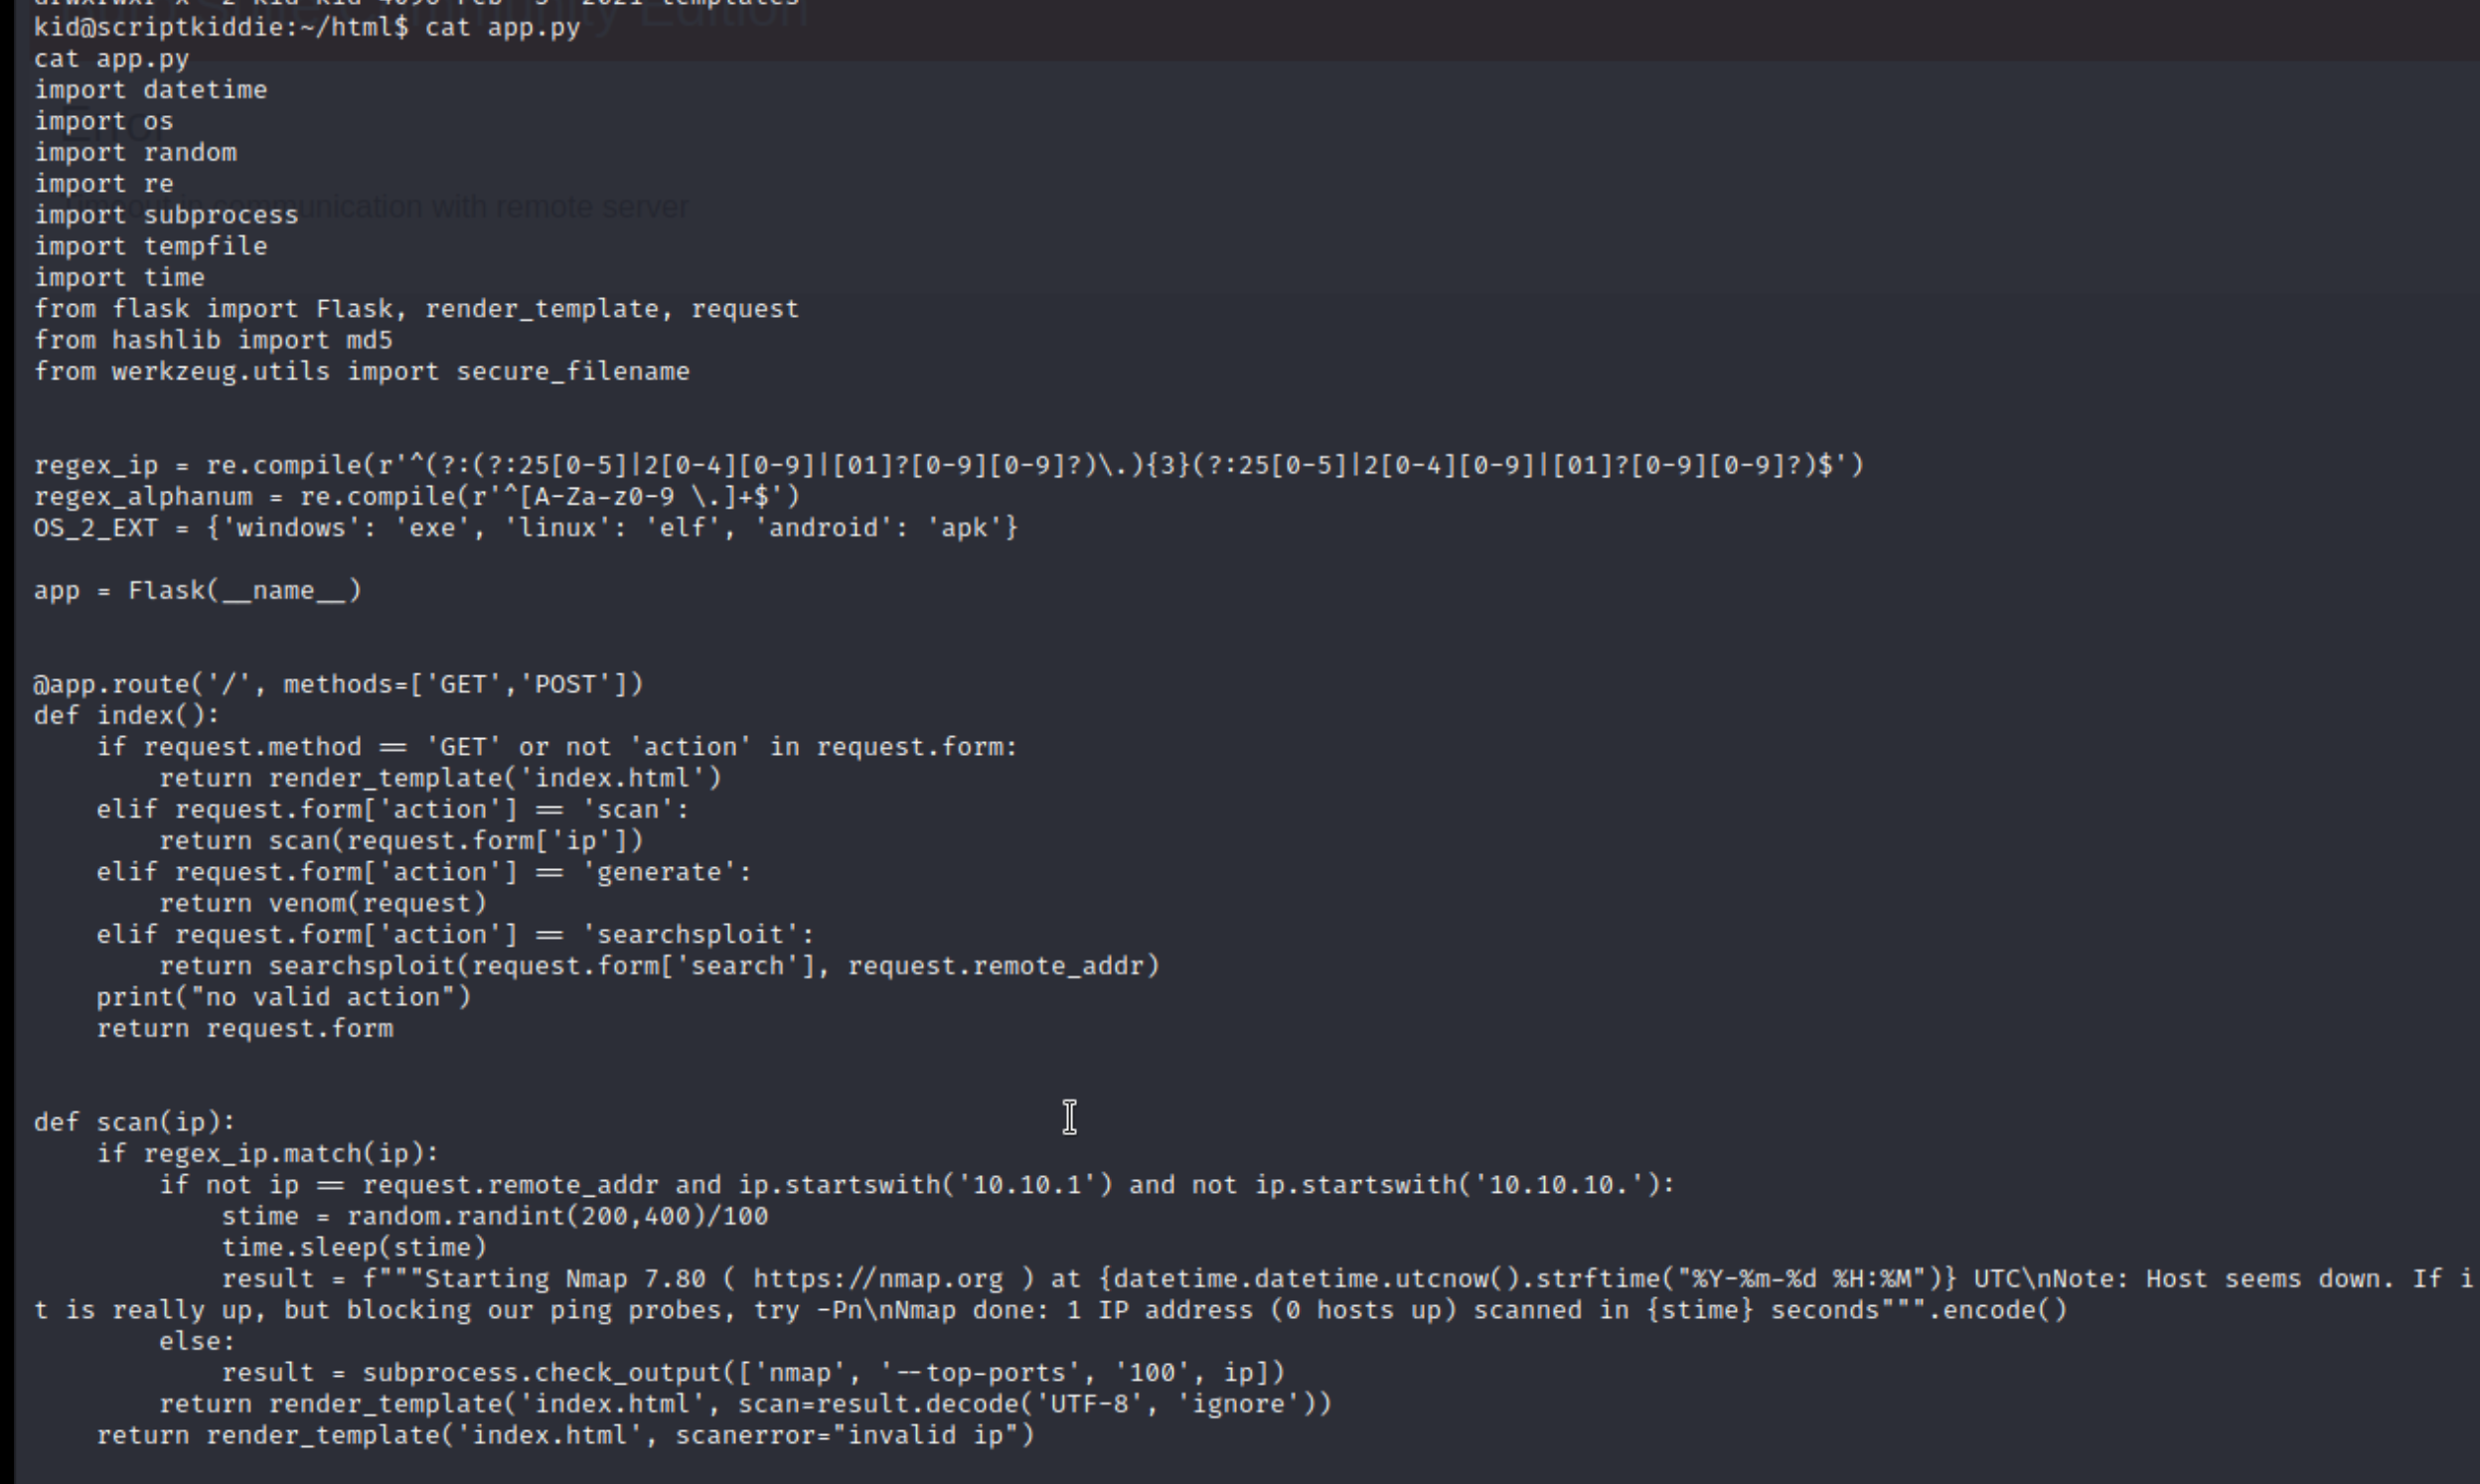 drwxrwxr-x 2 kid kid 4096 Feb 3 2021 templates
kid@scriptkiddie:~/html$ cat app.py
cat app.py
import datetime
import os
import random
import re
import subprocess
import tempfile
import time
from flask import Flask, render_template, request
from hashlib import md5
from werkzeug.utils import secure_filename
regex_ip = re.compile(r'^(?:(?:25[0-5]|2[0-4][0-9]|[01]?[0-9][0-9]?)\.){3}(?:25[0-5]|2[0-4][0-9]|[01]?[0-9][0-9]?)$')
regex_alphanum = re.compile(r'^[A-Za-z0-9 \.]+$')
OS_2_EXT = {'windows': 'exe', 'linux': 'elf', 'android': 'apk'}
app = Flask(__name__)
@app.route('/', methods=['GET','POST'])
def index():
    if request.method == 'GET' or not 'action' in request.form:
        return render_template('index.html')
    elif request.form['action'] == 'scan':
        return scan(request.form['ip'])
    elif request.form['action'] == 'generate':
        return venom(request)
    elif request.form['action'] == 'searchsploit':
        return searchsploit(request.form['search'], request.remote_addr)
    print("no valid action")
    return request.form
def scan(ip):
    if regex_ip.match(ip):
        if not ip == request.remote_addr and ip.startswith('10.10.1') and not ip.startswith('10.10.10.'):
            stime = random.randint(200,400)/100
            time.sleep(stime)
            result = f"""Starting Nmap 7.80 ( https://nmap.org ) at {datetime.datetime.utcnow().strftime("%Y-%m-%d %H:%M")} UTC\nNote: Host seems down. If i
t is really up, but blocking our ping probes, try -Pn\nNmap done: 1 IP address (0 hosts up) scanned in {stime} seconds""".encode()
        else:
            result = subprocess.check_output(['nmap', '--top-ports', '100', ip])
        return render_template('index.html', scan=result.decode('UTF-8', 'ignore'))
    return render_template('index.html', scanerror="invalid ip")
Edition
Error
communication with remote server